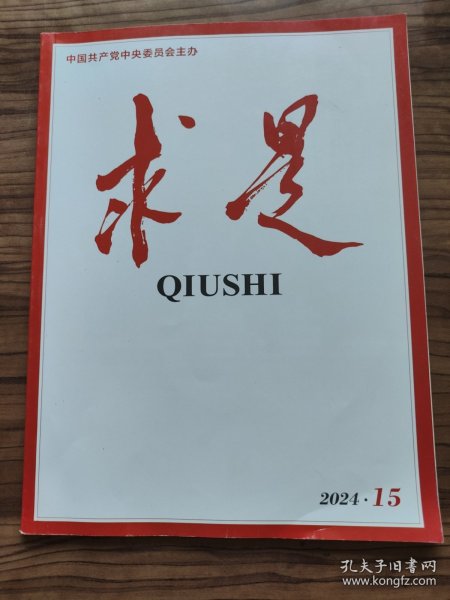 中国共产党中央委员会主办
求是
QIUSHI
2024·15
孔夫子旧书网
www.kongfz.com